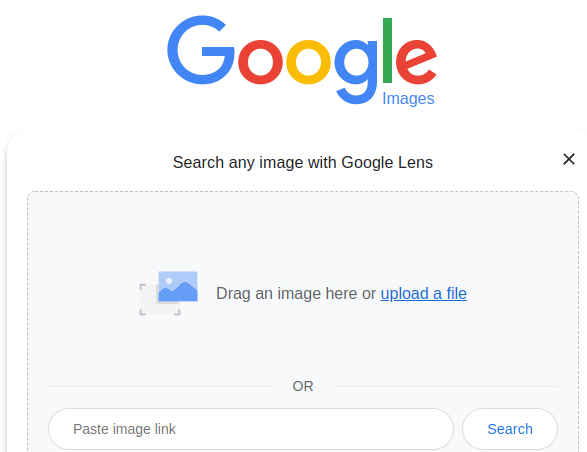 Google
Images
Search any image with Google Lens
Drag an image here or upload a file
OR
Paste image link
Search